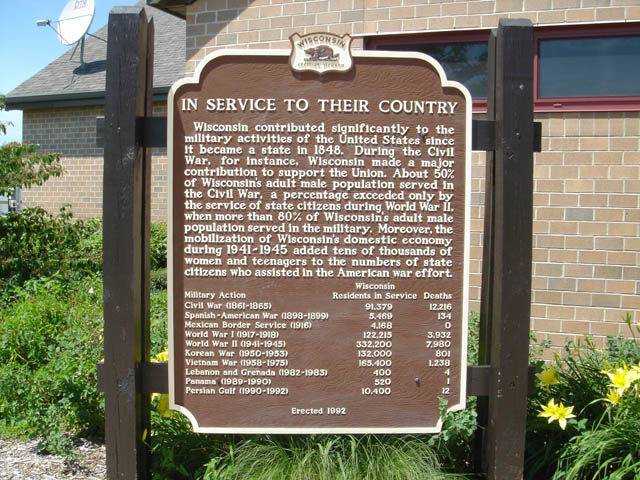 WISCONSIN
IN SERVICE TO THEIR COUNTRY
Wisconsin contributed significantly to the
military activities of the United States since
it became a state in 1848. During the Civil
War, for instance, Wisconsin made a major
contribution to support the Union. About 50%
of Wisconsin's adult male population served in
the Civil War, a percentage exceeded only by
the service of state citizens during World War II,
when more than 80% of Wisconsin's adult male
population served in the military. Moreover, the
mobilization of Wisconsin's domestic economy
during 1941-1945 added tens of thousands of
women and teenagers to the numbers of state
citizens who assisted in the American war effort.
Wisconsin
Military Action Residents in Service Deaths
Civil War (1861-1865) 91,379 12,216
Spanish-American War (1898-1899) 5,469 134
Mexican Border Service (1916) 4,168 0
World War I (1917-1918) 122,215 3,932
World War II (1941-1945) 332,200 7,980
Korean War (1950-1953) 132,000 801
Vietnam War (1958-1975) 165,400 1,238
Lebanon and Grenada (1982-1983) 400 4
Panama (1989-1990) 520 1
Persian Gulf (1990-1992) 10,400 12
Erected 1992